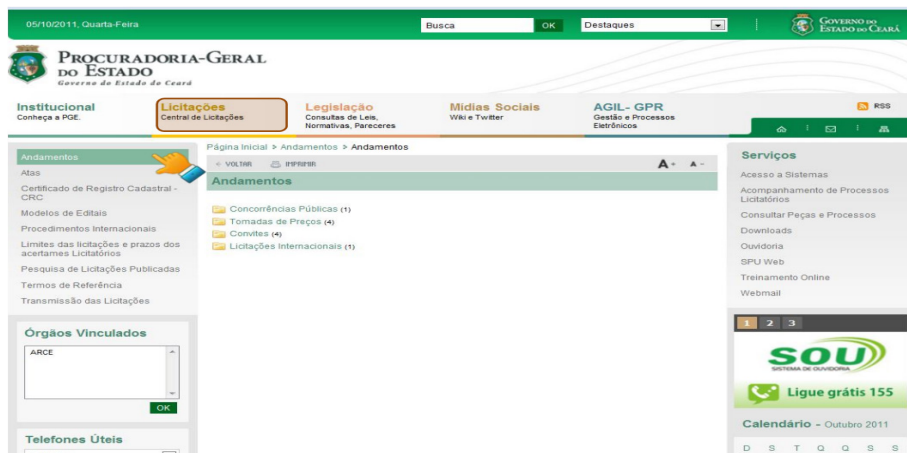 05/10/2011, Quarta-Feira
Busca
OK
Destaques
GOVERNO DO
ESTADO DO CEARÁ
PROCURADORIA-GERAL
DO ESTADO
Governo do Estado do Ceará
Institucional
Conheça a PGE.
Licitações
Central de Licitações
Legislação
Consultas de Leis,
Normativas, Pareceres
Mídias Sociais
Wiki e Twitter
AGIL- GPR
Gestão e Processos
Eletrônicos
RSS
Andamentos
Atas
Certificado de Registro Cadastral -
CRC
Modelos de Editais
Procedimentos Internacionais
Limites das licitações e prazos dos
acertames Licitatórios
Pesquisa de Licitações Publicadas
Termos de Referência
Transmissão das Licitações
Órgãos Vinculados
ARCE
OK
Telefones Úteis
Página Inicial > Andamentos > Andamentos
VOLTAR IMPRIMIR A+ A-
Andamentos
Concorrências Públicas (1)
Tomadas de Preços (4)
Convites (4)
Licitações Internacionais (1)
Serviços
Acesso a Sistemas
Acompanhamento de Processos
Licitatórios
Consultar Peças e Processos
Downloads
Ouvidoria
SPU Web
Treinamento Online
Webmail
1 2 3
SOU
SISTEMA DE OUVIDORIA
Ligue grátis 155
Calendário - Outubro 2011
D S T Q Q S S